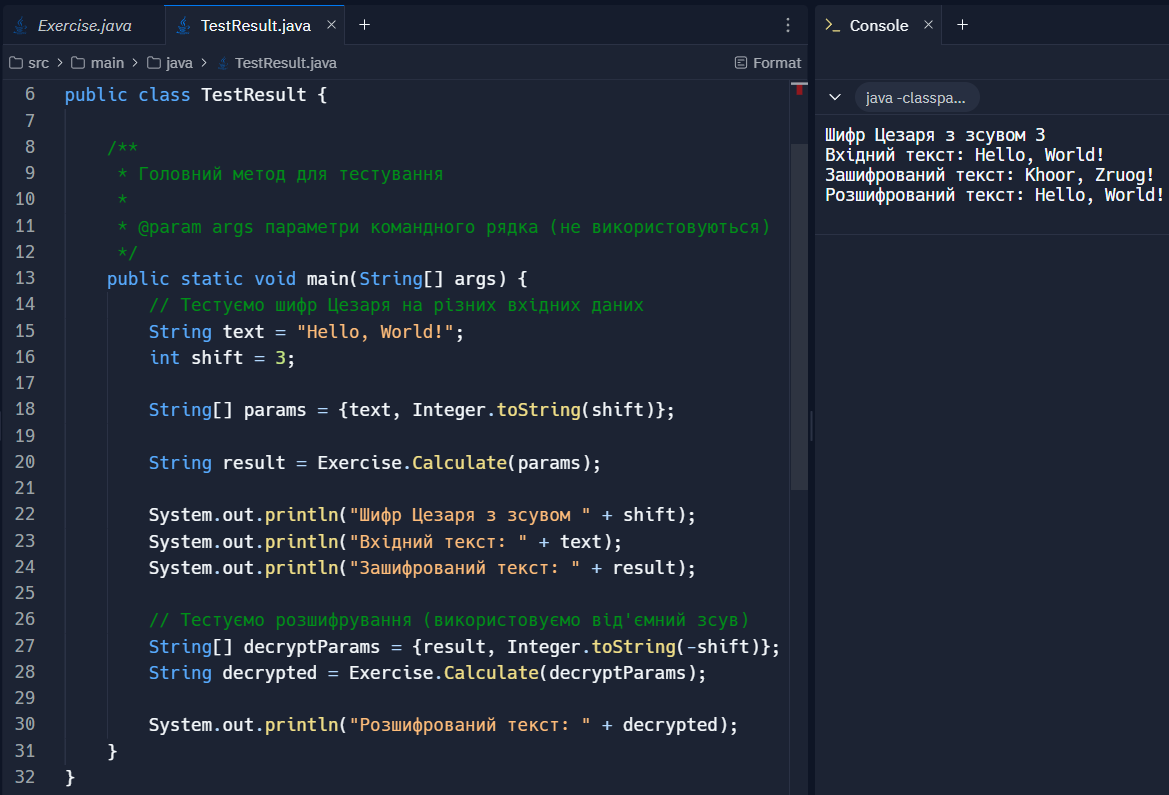 Exercise.java
TestResult.java × +
src > main > java > TestResult.java
Format
6 public class TestResult {
7
8 /**
9 * Головний метод для тестування
10 *
11 * @param args параметри командного рядка (не використовуються)
12 */
13 public static void main(String[] args) {
14 // Тестуємо шифр Цезаря на різних вхідних даних
15 String text = "Hello, World!";
16 int shift = 3;
17
18 String[] params = {text, Integer.toString(shift)};
19
20 String result = Exercise.Calculate(params);
21
22 System.out.println("Шифр Цезаря з зсувом " + shift);
23 System.out.println("Вхідний текст: " + text);
24 System.out.println("Зашифрований текст: " + result);
25
26 // Тестуємо розшифрування (використовуємо від'ємний зсув)
27 String[] decryptParams = {result, Integer.toString(-shift)};
28 String decrypted = Exercise.Calculate(decryptParams);
29
30 System.out.println("Розшифрований текст: " + decrypted);
31 }
32 }
>_ Console × +
java -classpa...
Шифр Цезаря з зсувом 3
Вхідний текст: Hello, World!
Зашифрований текст: Khoor, Zruog!
Розшифрований текст: Hello, World!